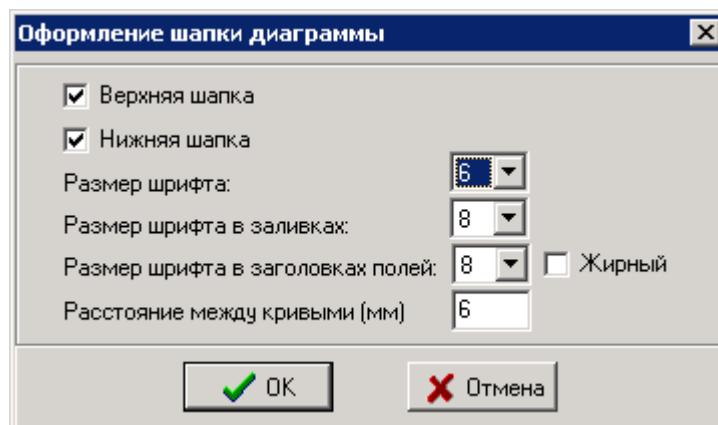 Оформление шапки диаграммы
Верхняя шапка
Нижняя шапка
Размер шрифта: 6
Размер шрифта в заливках: 8
Размер шрифта в заголовках полей: 8 Жирный
Расстояние между кривыми (мм) 6
OK Отмена